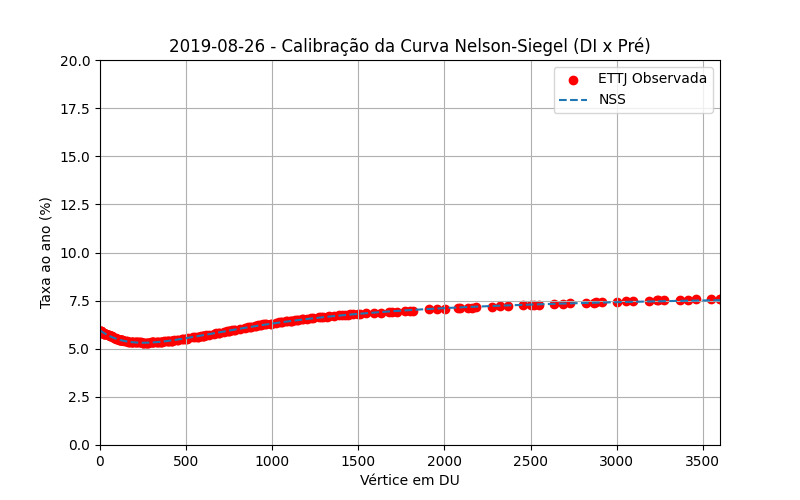 2019-08-26 - Calibração da Curva Nelson-Siegel (DI x Pré)
ETTJ Observada
NSS
Taxa ao ano (%)
20.0
17.5
15.0
12.5
10.0
7.5
5.0
2.5
0.0
0 500 1000 1500 2000 2500 3000 3500
Vértice em DU